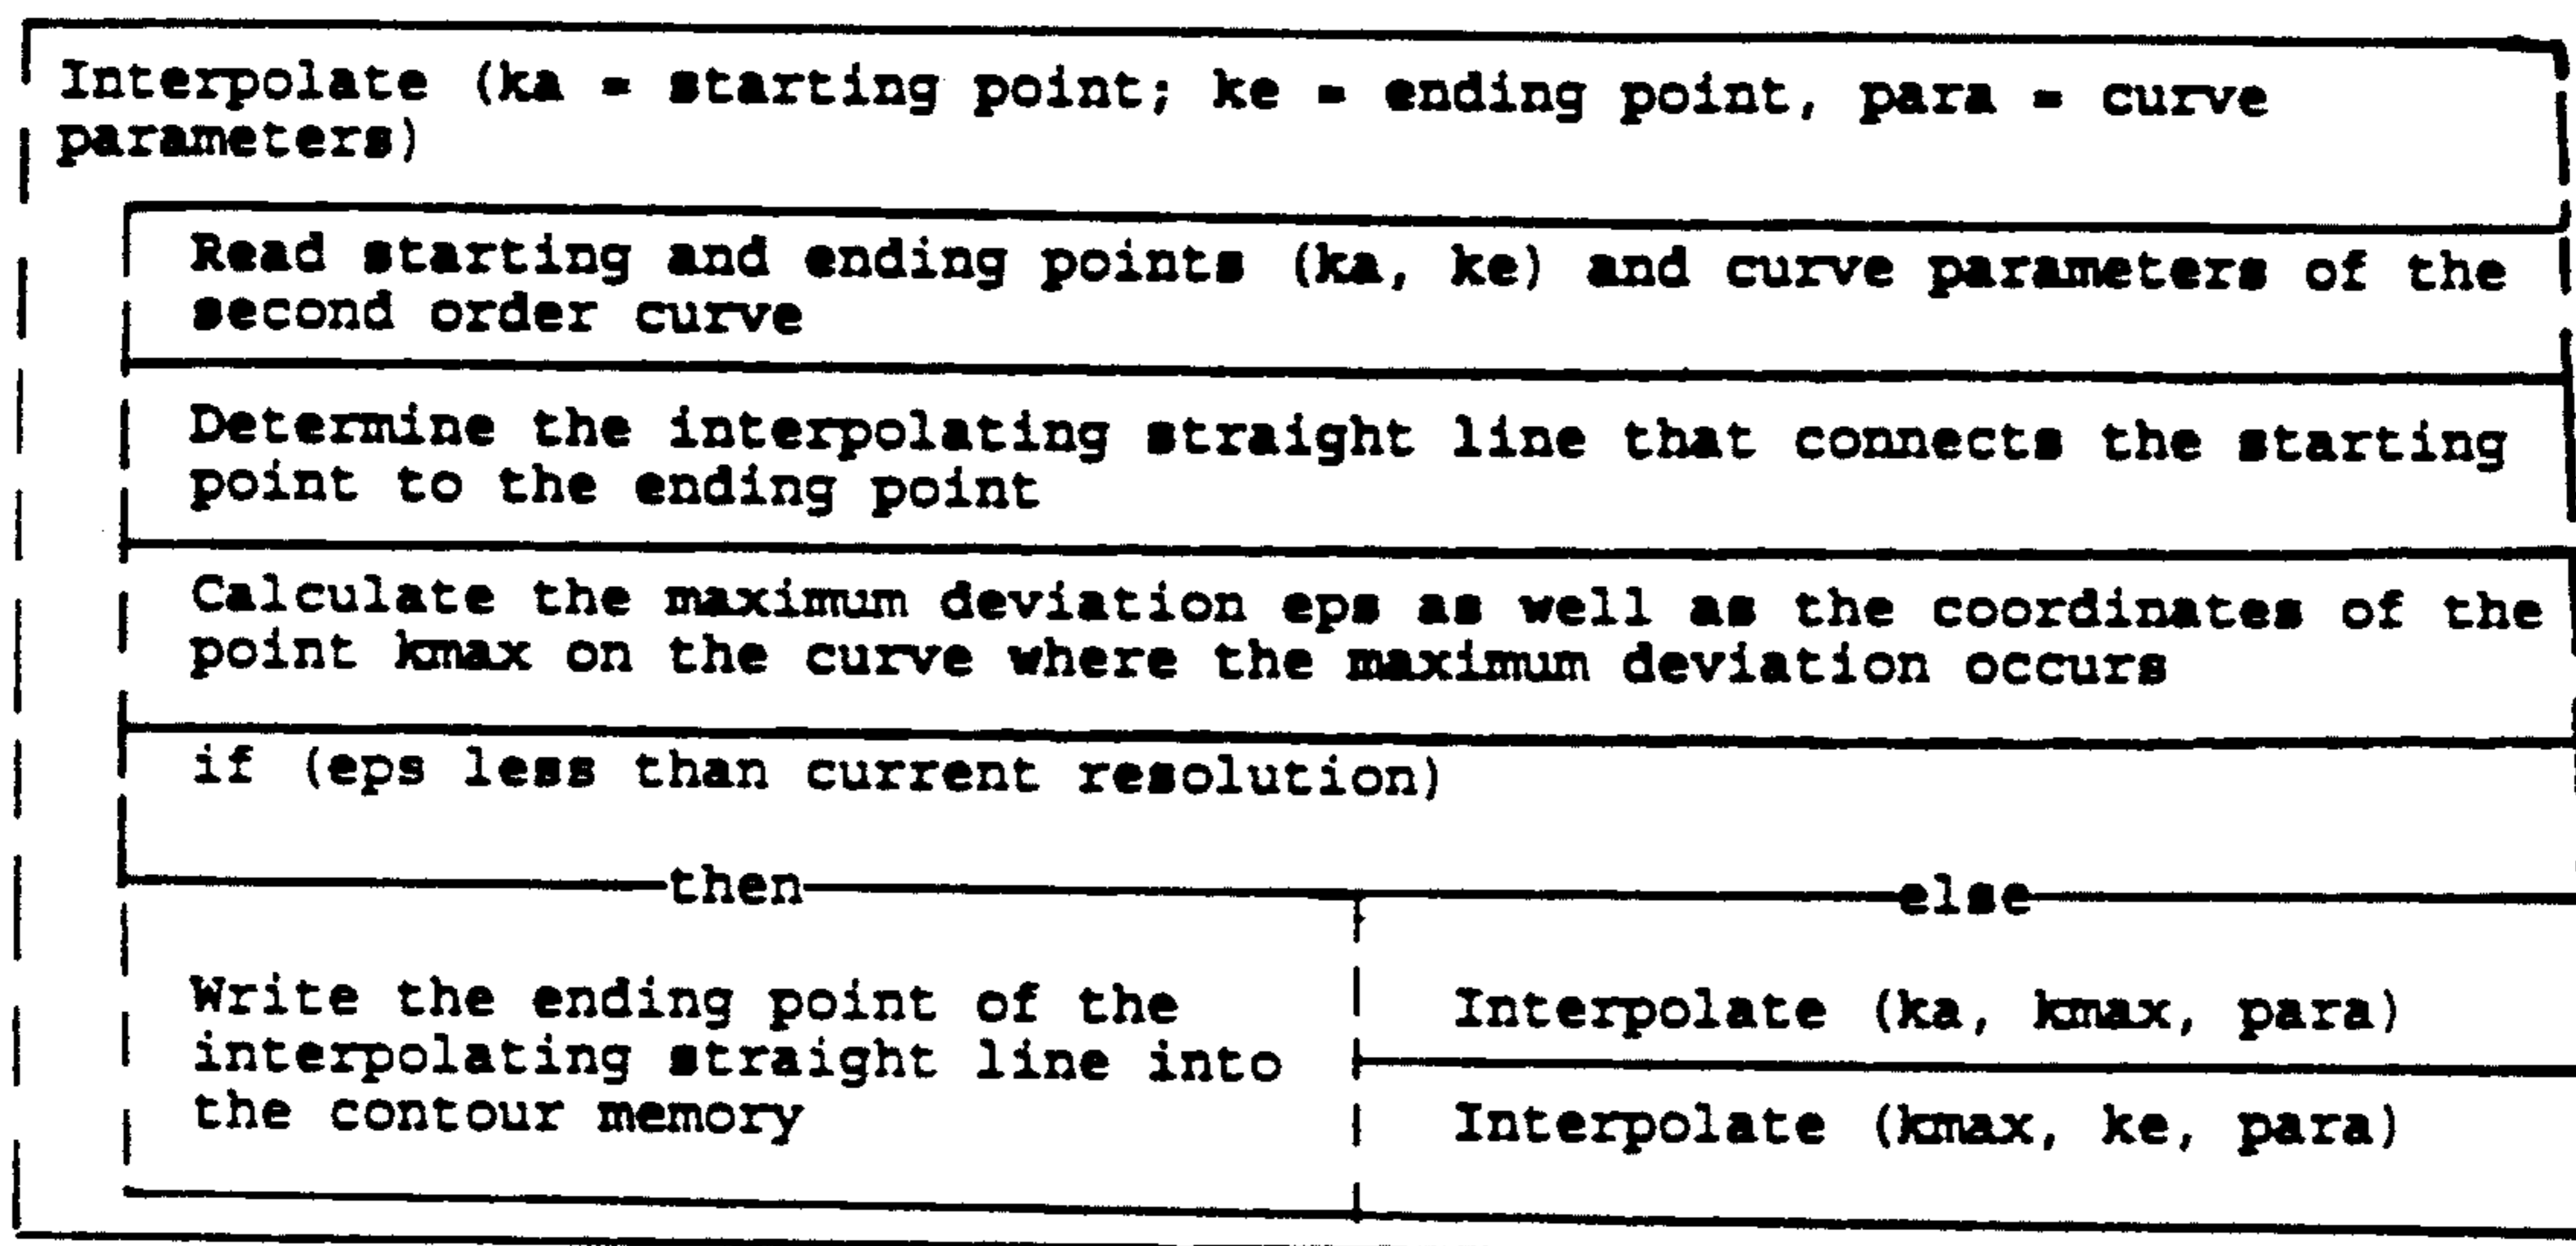 Interpolate (ka = starting point; ke = ending point, para = curve
parameters)
Read starting and ending points (ka, ke) and curve parameters of the
second order curve
Determine the interpolating straight line that connects the starting
point to the ending point
Calculate the maximum deviation eps as well as the coordinates of the
point kmax on the curve where the maximum deviation occurs
if (eps less than current resolution)
then
else
Write the ending point of the
interpolating straight line into
the contour memory
Interpolate (ka, kmax, para)
Interpolate (kmax, ke, para)